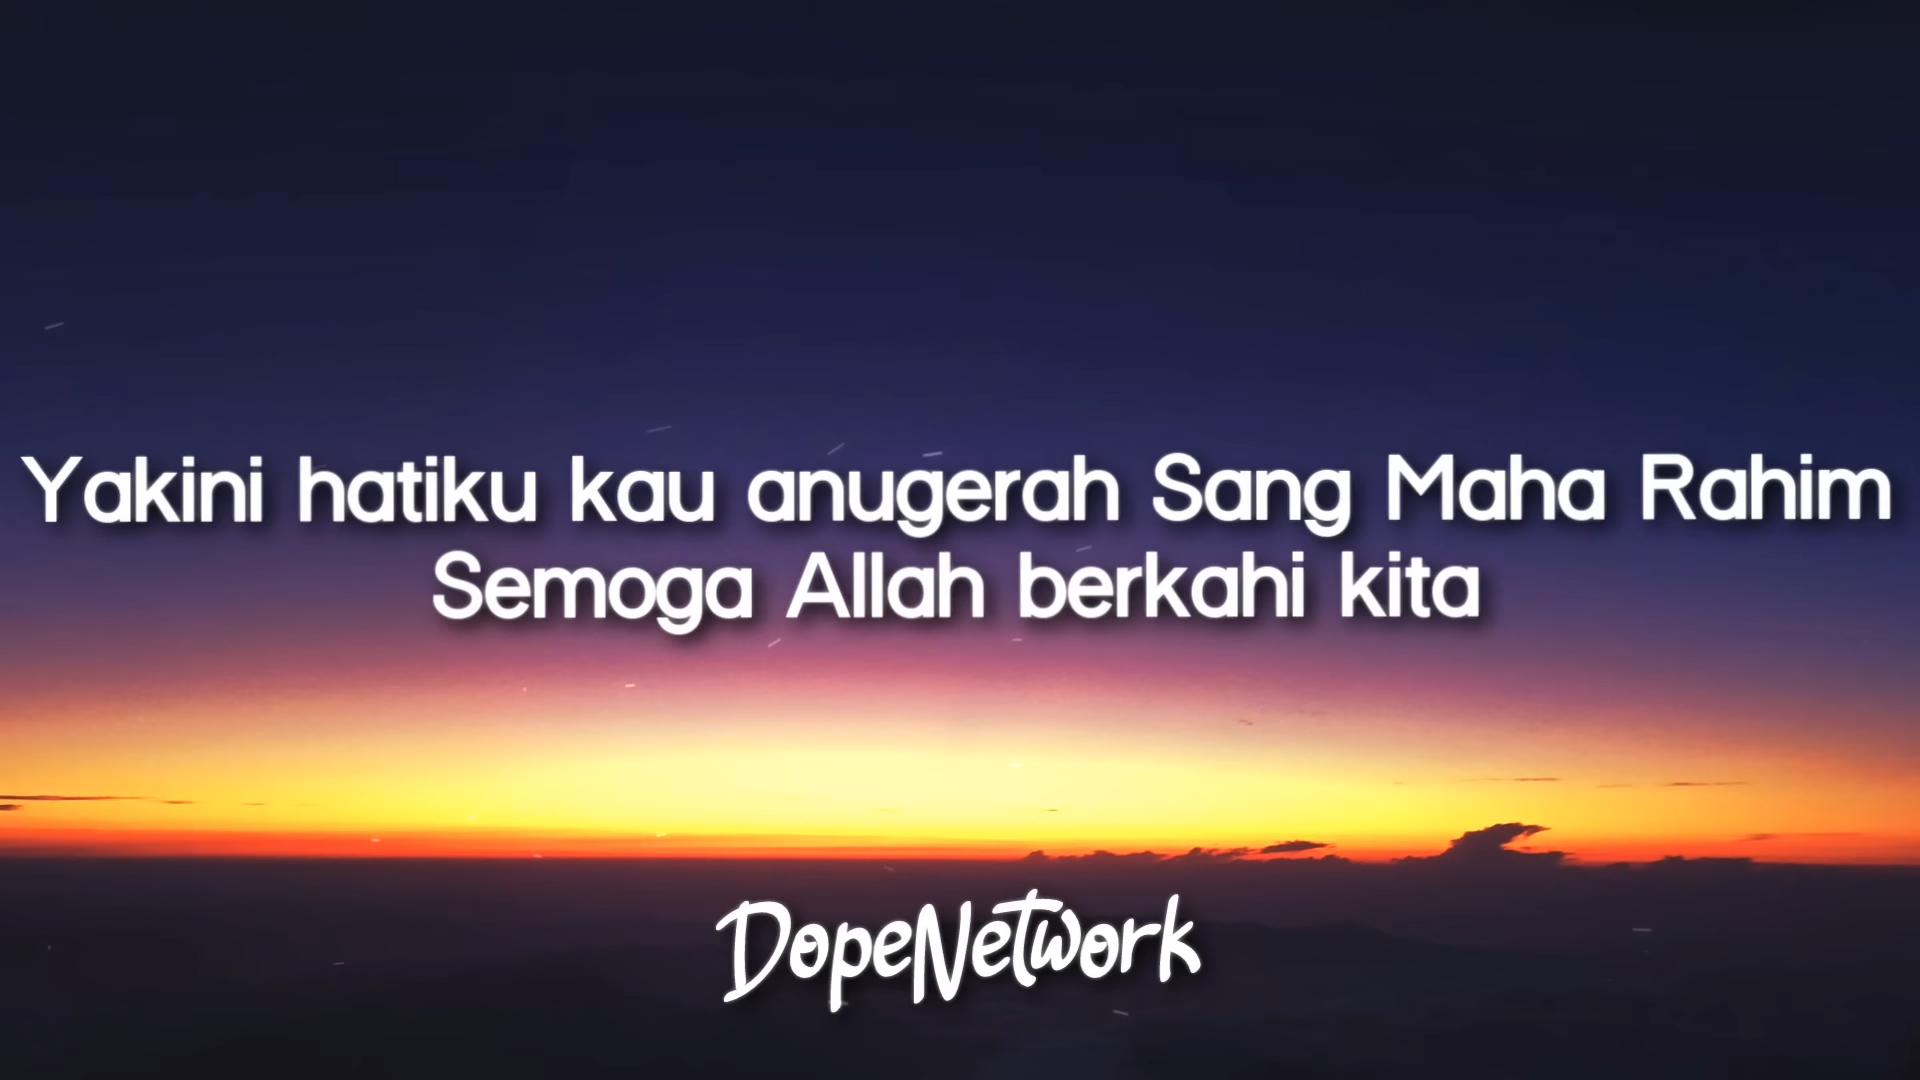 Yakini hatiku kau anugerah Sang Maha Rahim
Semoga Allah berkahi kita
DopeNetwork